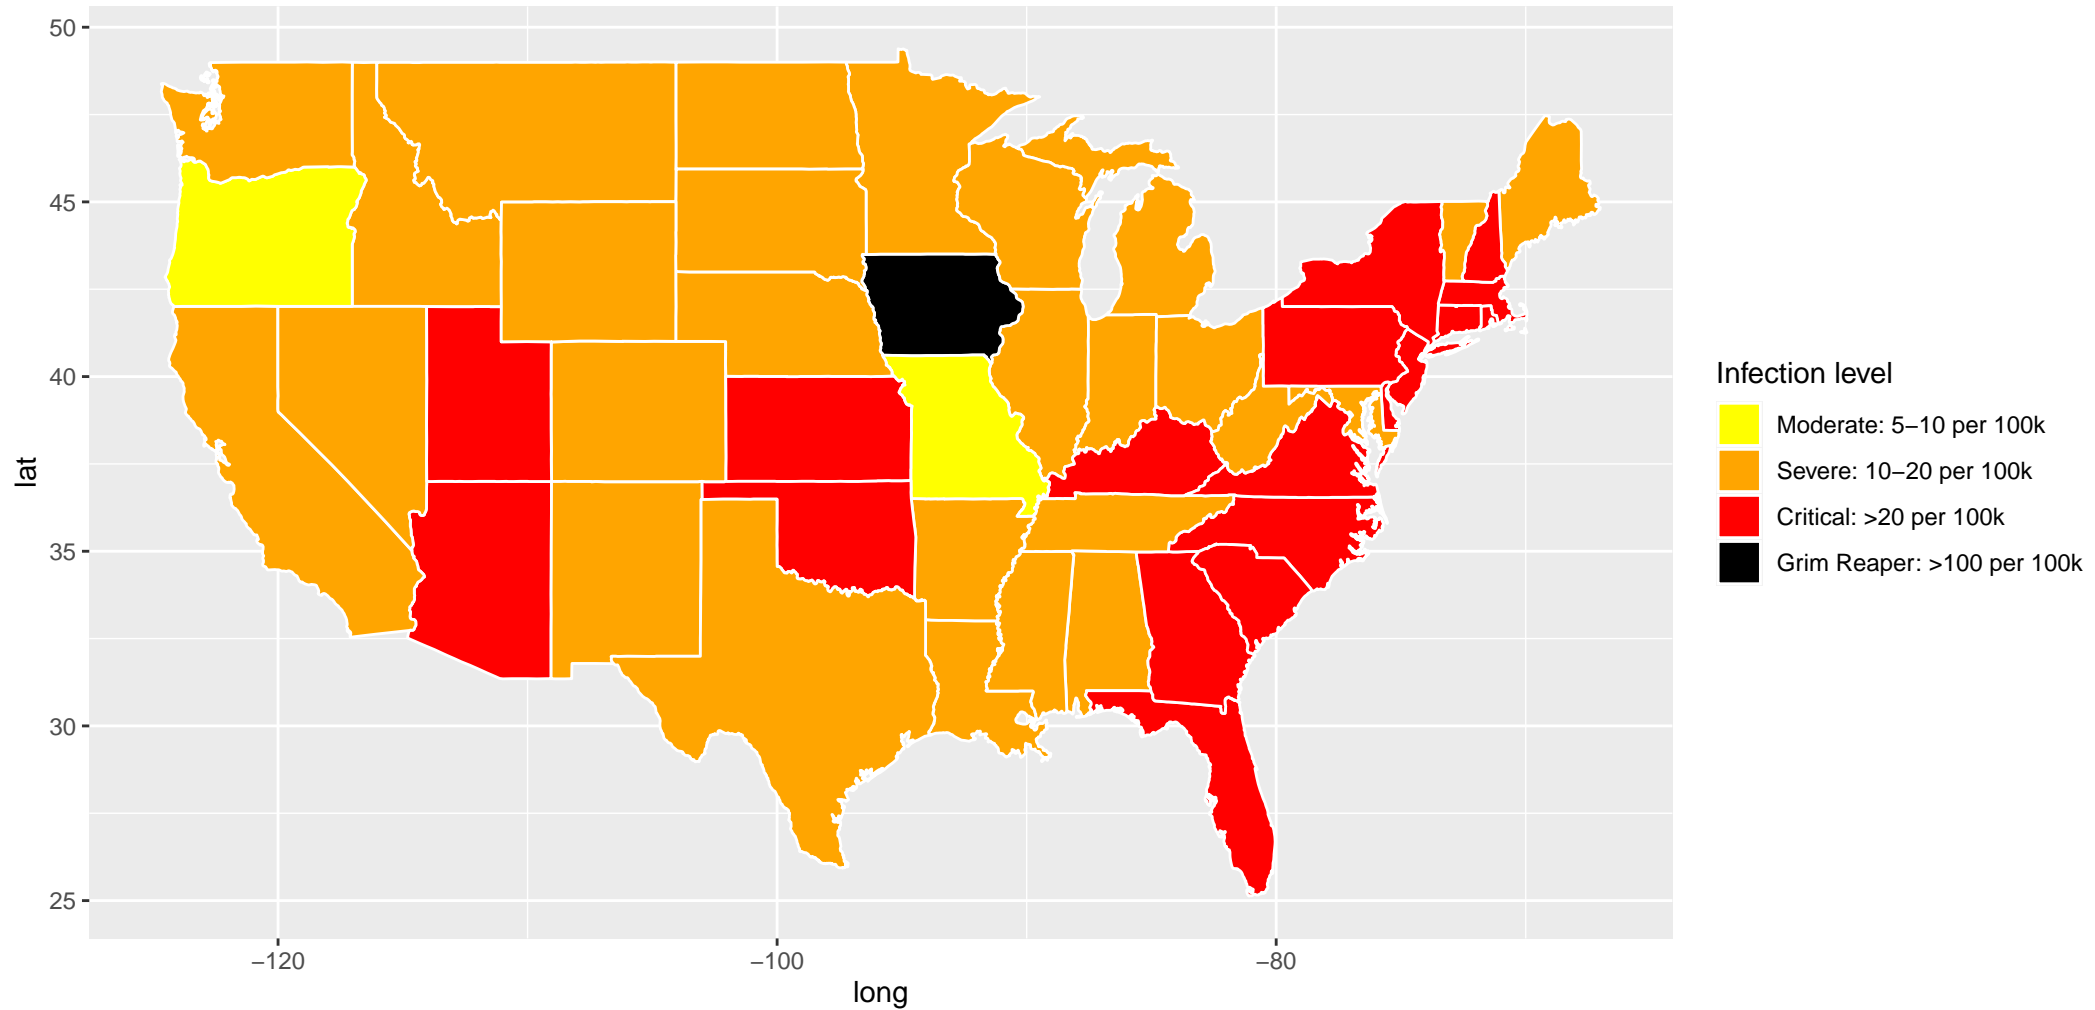 50
45
40
35
30
25
lat
−120
−100
−80
long
Infection level
Moderate: 5−10 per 100k
Severe: 10−20 per 100k
Critical: >20 per 100k
Grim Reaper: >100 per 100k